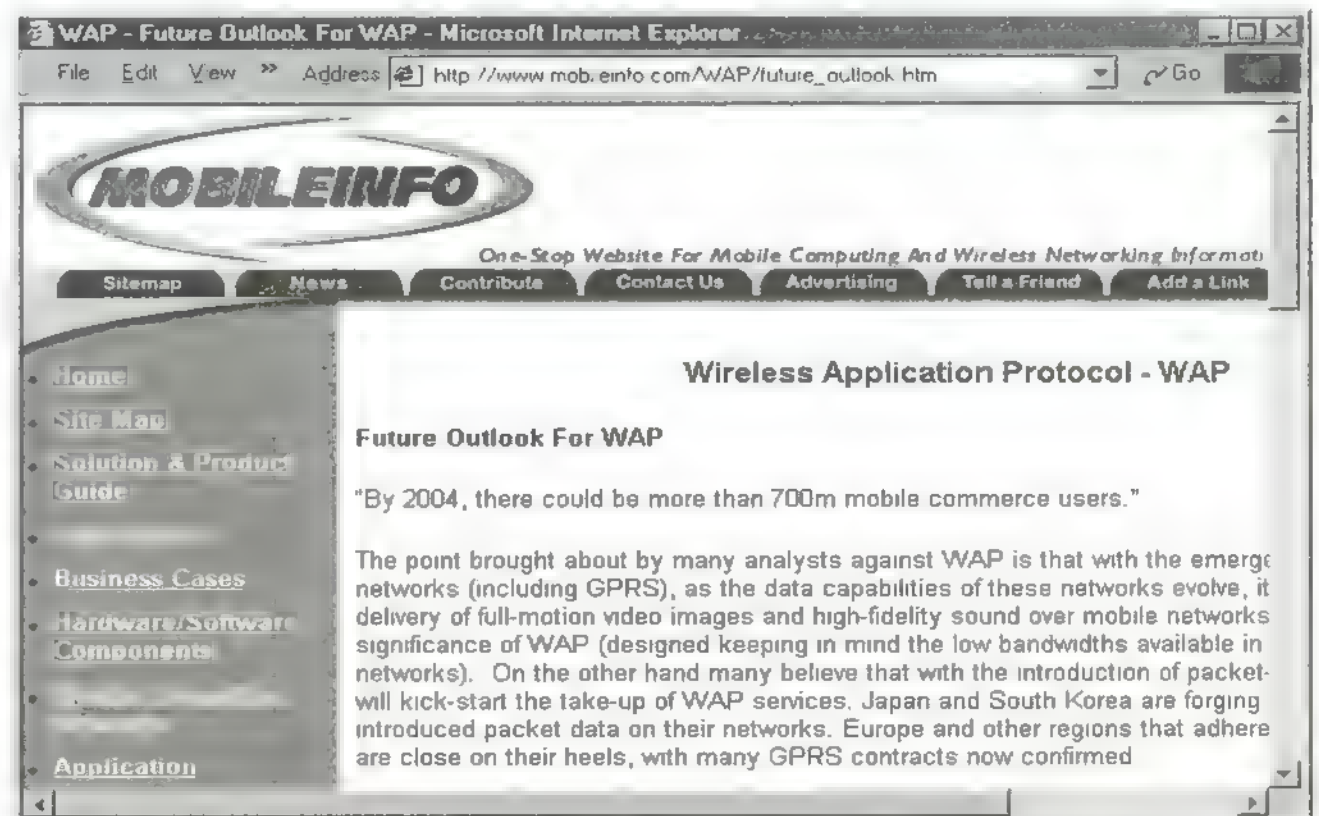 WAP - Future Outlook For WAP - Microsoft Internet Explorer
File Edit View » Address http //www mob. einfo com/WAP/future_outlook htm Go
MOBILEINFO
One-Stop Website For Mobile Computing And Wireless Networking Informati
Sitemap News Contribute Contact Us Advertising Tell a Friend Add a Link
Home
Site Map
Solution & Product
Guide
Business Cases
Hardware/Software
Components
Application
Wireless Application Protocol - WAP
Future Outlook For WAP
"By 2004, there could be more than 700m mobile commerce users."
The point brought about by many analysts against WAP is that with the emerge
networks (including GPRS), as the data capabilities of these networks evolve, it
delivery of full-motion video images and high-fidelity sound over mobile networks
significance of WAP (designed keeping in mind the low bandwidths available in
networks). On the other hand many believe that with the introduction of packet-
will kick-start the take-up of WAP services. Japan and South Korea are forging
introduced packet data on their networks. Europe and other regions that adhere
are close on their heels, with many GPRS contracts now confirmed